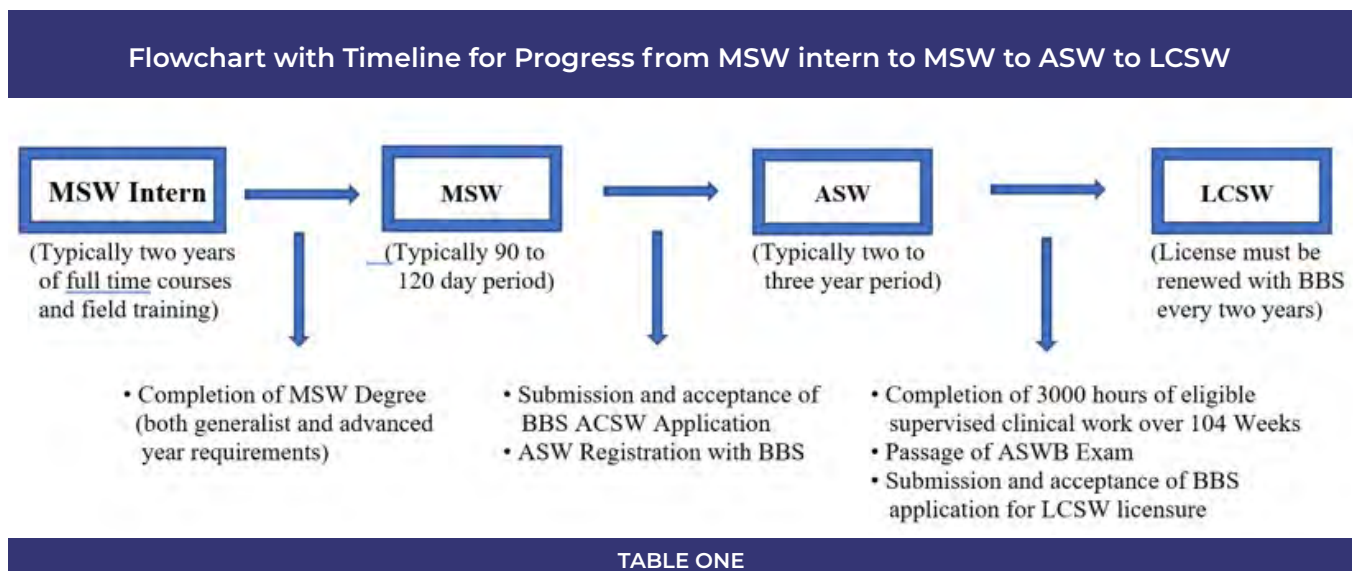 Flowchart with Timeline for Progress from MSW intern to MSW to ASW to LCSW
MSW Intern
(Typically two years
of full time courses
and field training)
MSW
(Typically 90 to
120 day period)
ASW
(Typically two to
three year period)
LCSW
(License must be
renewed with BBS
every two years)
• Completion of MSW Degree
(both generalist and advanced
year requirements)
• Submission and acceptance of
BBS ACSW Application
• ASW Registration with BBS
• Completion of 3000 hours of eligible
supervised clinical work over 104 Weeks
• Passage of ASWB Exam
• Submission and acceptance of BBS
application for LCSW licensure
TABLE ONE